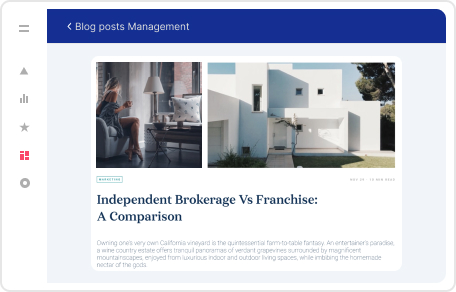 Blog posts Management
MARKETING
NOV 20 · 10 MIN READ
Independent Brokerage Vs Franchise:
A Comparison
Owning one's very own California vineyard is the quintessential farm-to-table fantasy. An entertainer's paradise,
a wine country estate offers tranquil panoramas of verdant grapevines surrounded by magnificent
mountainscapes, enjoyed from luxurious indoor and outdoor living spaces, while imbibing the homemade
nectar of the gods